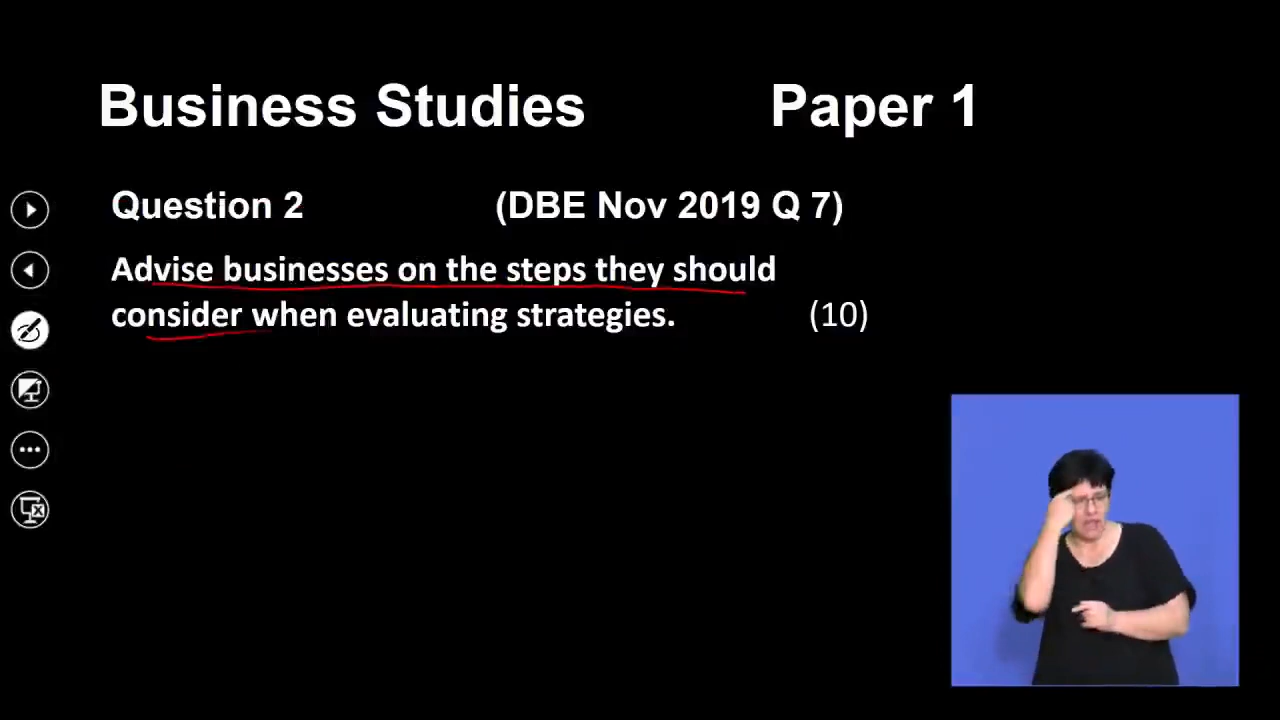 Business Studies Paper 1
Question 2 (DBE Nov 2019 Q 7)
Advise businesses on the steps they should
consider when evaluating strategies. (10)